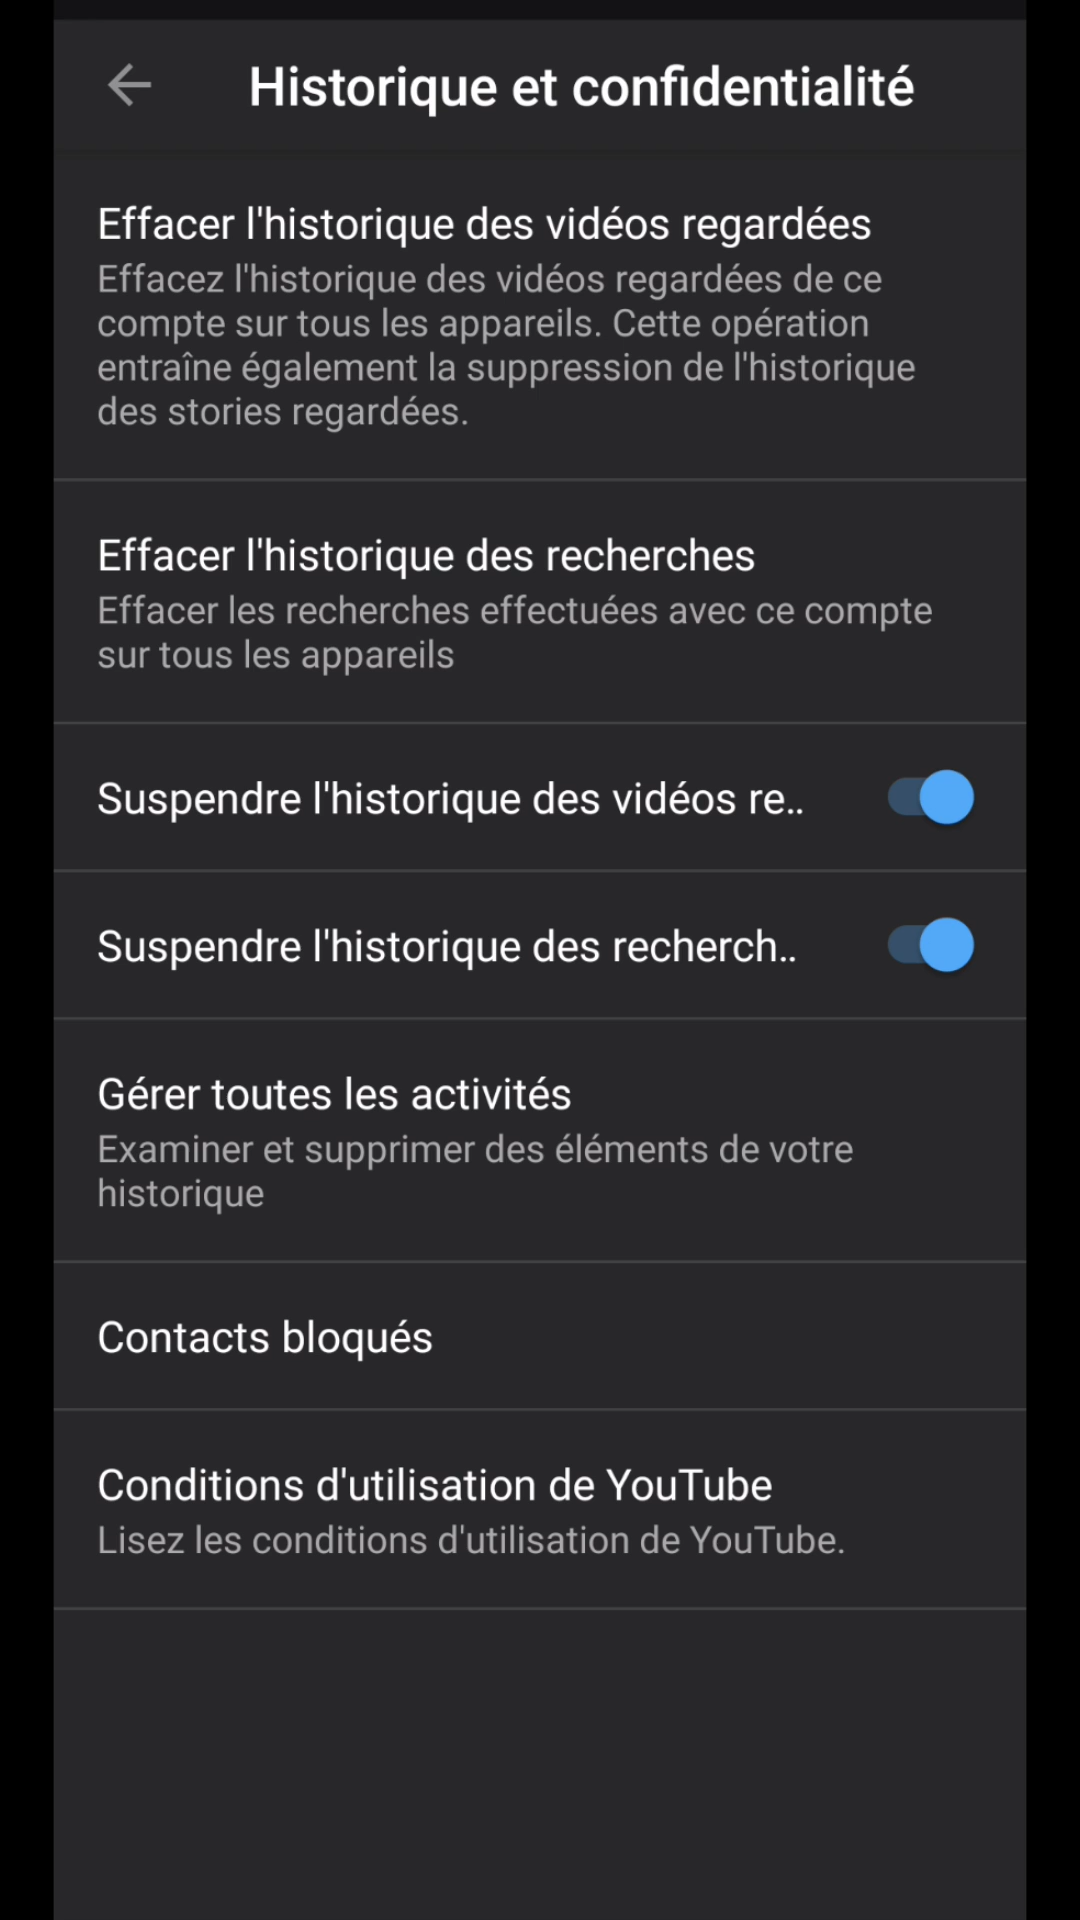 Historique et confidentialité
Effacer l'historique des vidéos regardées
Effacez l'historique des vidéos regardées de ce
compte sur tous les appareils. Cette opération
entraîne également la suppression de l'historique
des stories regardées.
Effacer l'historique des recherches
Effacer les recherches effectuées avec ce compte
sur tous les appareils
Suspendre l'historique des vidéos re..
Suspendre l'historique des recherch..
Gérer toutes les activités
Examiner et supprimer des éléments de votre
historique
Contacts bloqués
Conditions d'utilisation de YouTube
Lisez les conditions d'utilisation de YouTube.